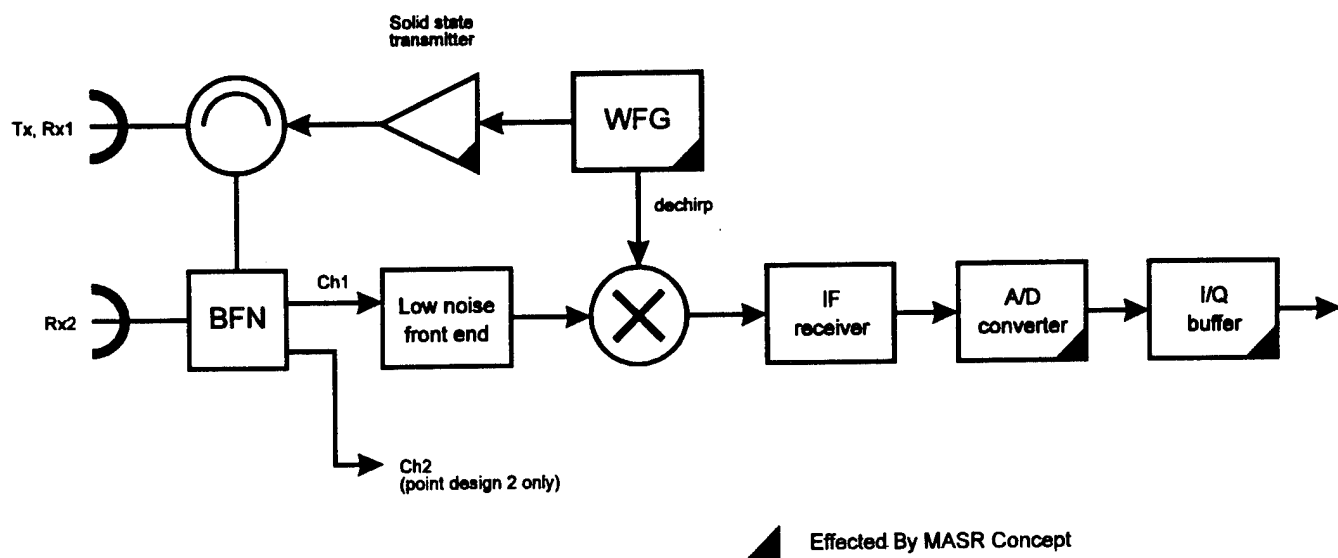 Solid state
transmitter
Tx, Rx1
WFG
dechirp
Rx2
BFN
Ch1
Low noise
front end
IF
receiver
A/D
converter
I/Q
buffer
Ch2
(point design 2 only)
Effected By MASR Concept